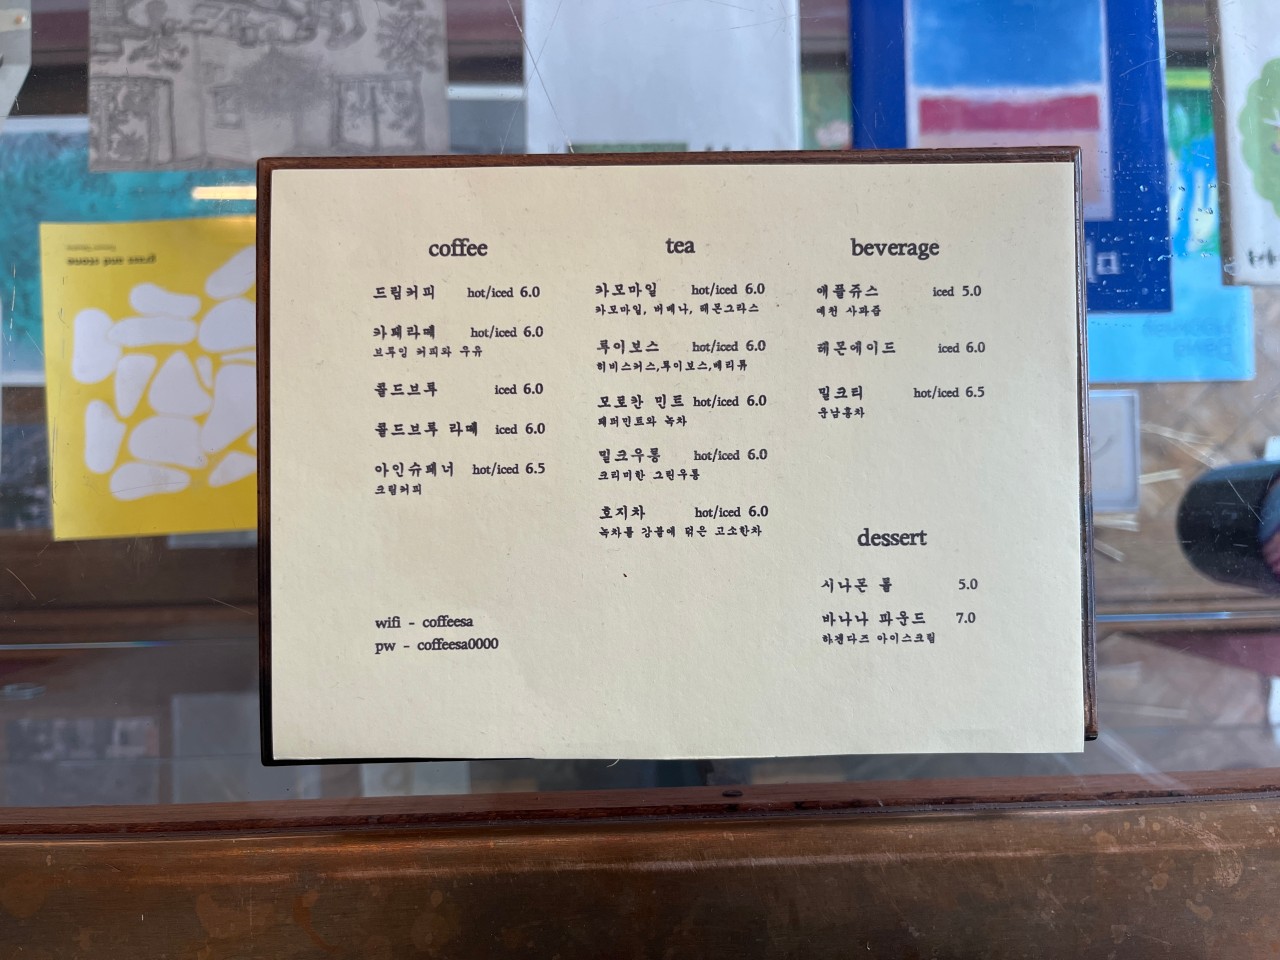 coffee
드립커피 hot/iced 6.0
카페라떼 hot/iced 6.0
브루잉 커피와 우유
콜드브루 iced 6.0
콜드브루 라떼 iced 6.0
아인슈페너 hot/iced 6.5
크림커피
wifi - coffeesa
pw - coffeesa0000
tea
카모마일 hot/iced 6.0
카모마일, 버베나, 레몬그라스
루이보스 hot/iced 6.0
히비스커스,루이보스,베리류
모로칸 민트 hot/iced 6.0
페퍼민트와 녹차
밀크우롱 hot/iced 6.0
크리미한 그린우롱
호지차 hot/iced 6.0
녹차를 강불에 덖은 고소한차
beverage
애플쥬스 iced 5.0
예천 사과즙
레몬에이드 iced 6.0
밀크티 hot/iced 6.5
운남홍차
dessert
시나몬 롤 5.0
바나나 파운드 7.0
하겐다즈 아이스크림